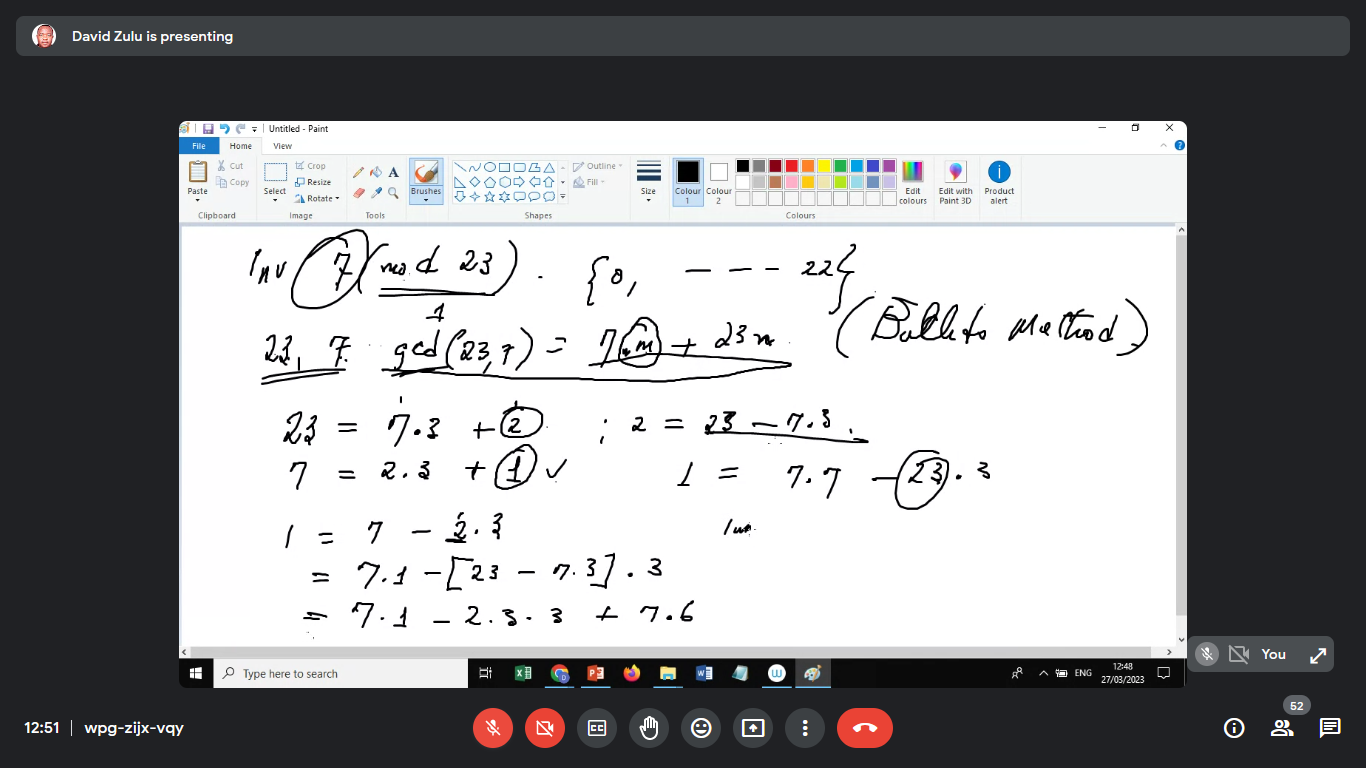 David Zulu is presenting
Untitled - Paint
File Home View
Paste
Cut
Copy
Clipboard
Select
Crop
Resize
Rotate
Image
Tools
Brushes
Shapes
Outline
Fill
Size
Colour 1
Colour 2
Colours
Edit colours
Edit with Paint 3D
Product alert
Inv 7 (mod 23) . {0, - - - 22}
1
23, 7 gcd(23,7) = 7.m + 23n (Method)
23 = 7.3 + 2 ; 2 = 23 - 7.3.
7 = 2.3 + 1 ✓ 1 = 7.7 - 23.3
1 = 7 - 2.3
= 7.1 - [23 - 7.3].3
= 7.1 - 2.3.3 + 7.6
Type here to search
ENG
12:48
27/03/2023
You
12:51 | wpg-zijx-vqy
52